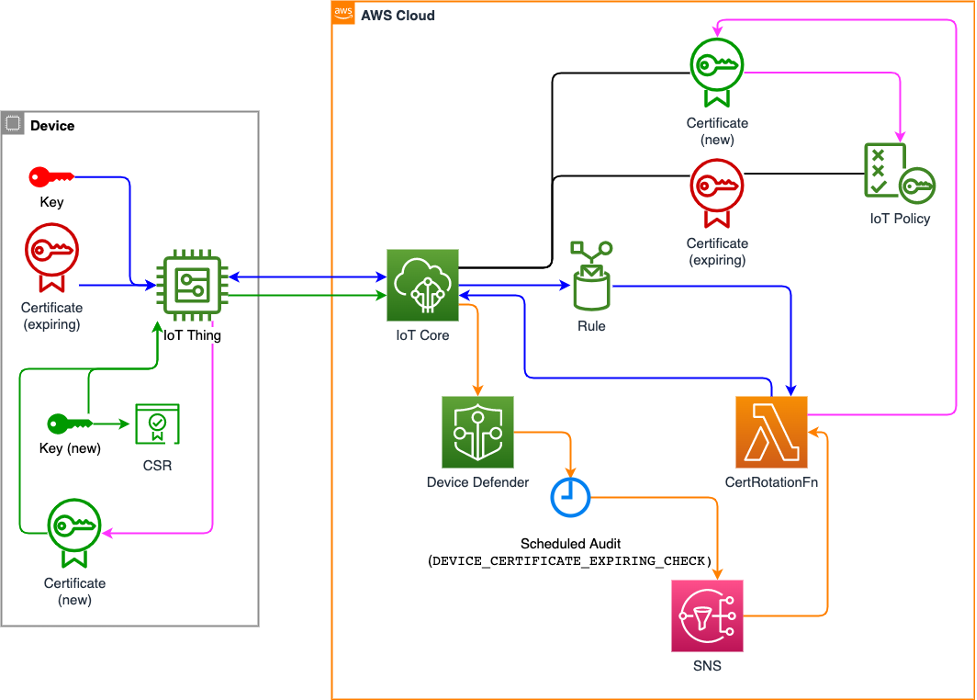 aws
AWS Cloud
Device
Key
Certificate
(expiring)
IoT Thing
Key (new)
CSR
Certificate
(new)
IoT Core
Certificate
(new)
Certificate
(expiring)
IoT Policy
Rule
Device Defender
CertRotationFn
Scheduled Audit
(DEVICE_CERTIFICATE_EXPIRING_CHECK)
SNS